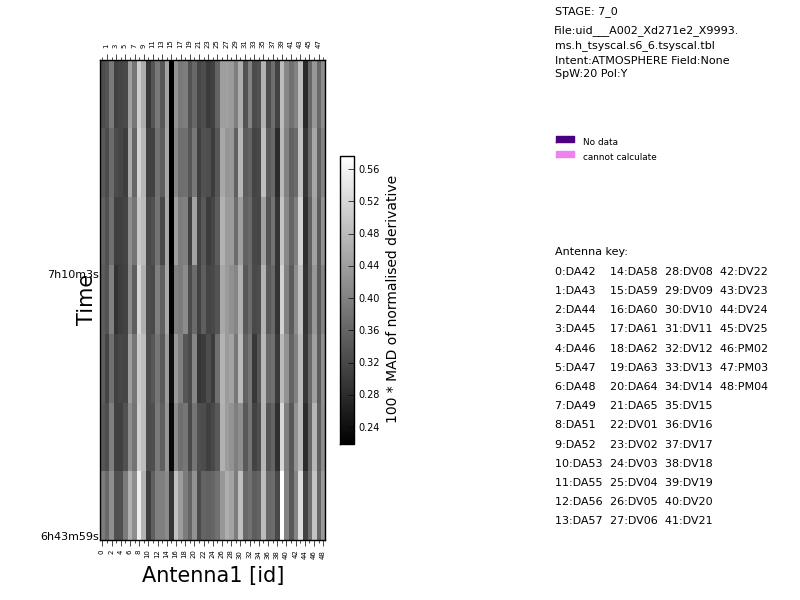 STAGE: 7_0
File:uid___A002_Xd271e2_X9993.
ms.h_tsyscal.s6_6.tsyscal.tbl
Intent:ATMOSPHERE Field:None
SpW:20 Pol:Y
1 3 5 7 9 11 13 15 17 19 21 23 25 27 29 31 33 35 37 39 41 43 45 47
No data
cannot calculate
0.56
0.52
0.48
0.44
0.40
0.36
0.32
0.28
0.24
100 * MAD of normalised derivative
7h10m3s
Time
6h43m59s
0 2 4 6 8 10 12 14 16 18 20 22 24 26 28 30 32 34 36 38 40 42 44 46 48
Antenna1 [id]
Antenna key:
0:DA42 14:DA58 28:DV08 42:DV22
1:DA43 15:DA59 29:DV09 43:DV23
2:DA44 16:DA60 30:DV10 44:DV24
3:DA45 17:DA61 31:DV11 45:DV25
4:DA46 18:DA62 32:DV12 46:PM02
5:DA47 19:DA63 33:DV13 47:PM03
6:DA48 20:DA64 34:DV14 48:PM04
7:DA49 21:DA65 35:DV15
8:DA51 22:DV01 36:DV16
9:DA52 23:DV02 37:DV17
10:DA53 24:DV03 38:DV18
11:DA55 25:DV04 39:DV19
12:DA56 26:DV05 40:DV20
13:DA57 27:DV06 41:DV21